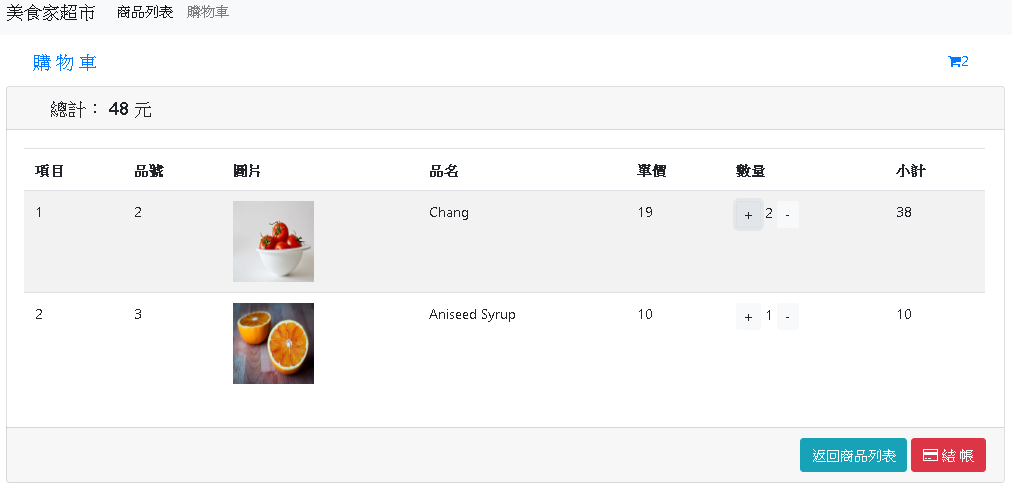 美食家超市 商品列表 購物車
購 物 車 2
總計： 48 元
項目 品號 圖片 品名 單價 數量 小計
1 2 Chang 19 + 2 - 38
2 3 Aniseed Syrup 10 + 1 - 10
返回商品列表 結 帳